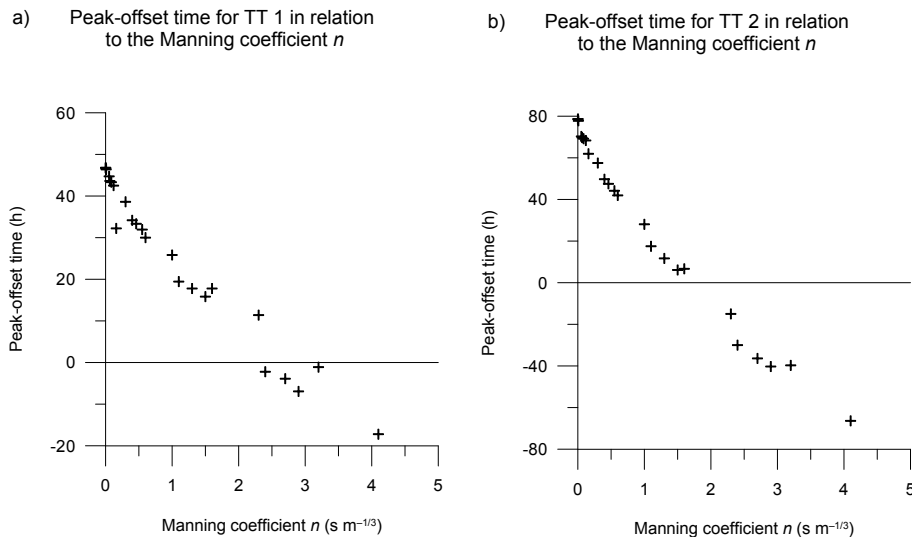 a)
Peak-offset time for TT 1 in relation
to the Manning coefficient n
60
40
20
0
-20
Peak-offset time (h)
0 1 2 3 4 5
Manning coefficient n (s m⁻¹/³)
b)
Peak-offset time for TT 2 in relation
to the Manning coefficient n
80
40
0
-40
-80
Peak-offset time (h)
0 1 2 3 4 5
Manning coefficient n (s m⁻¹/³)